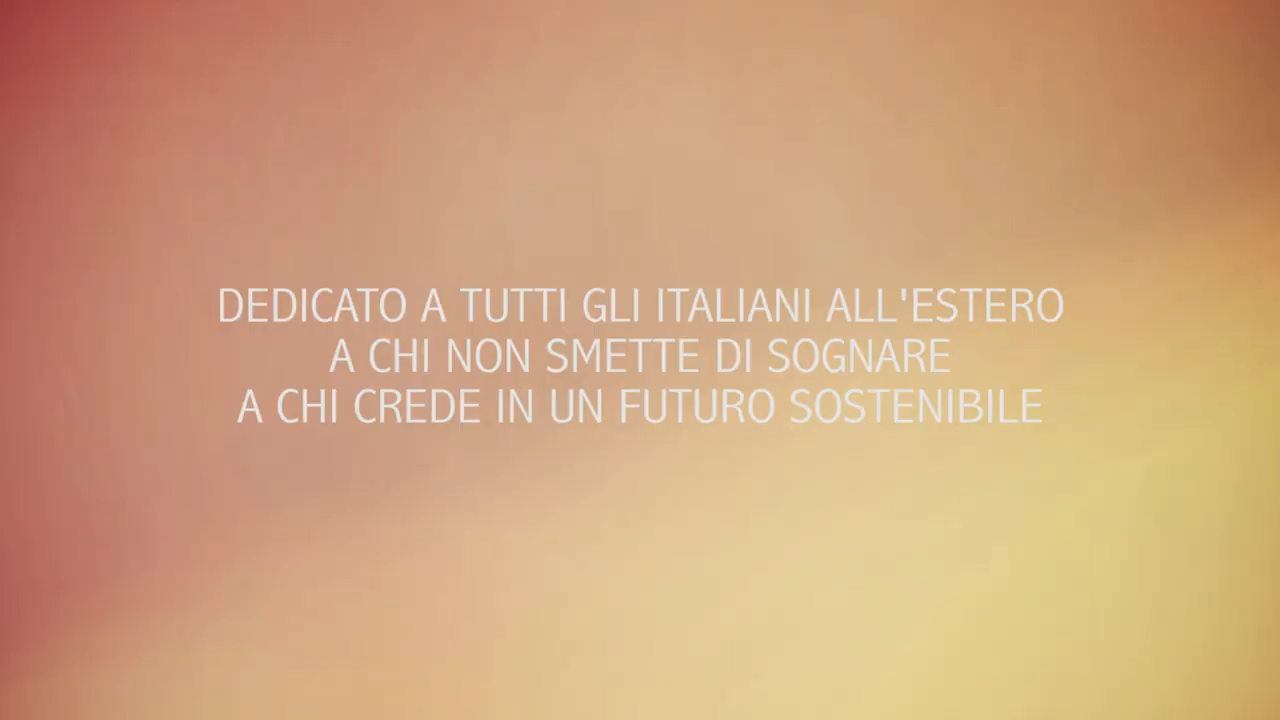 DEDICATO A TUTTI GLI ITALIANI ALL'ESTERO
A CHI NON SMETTE DI SOGNARE
A CHI CREDE IN UN FUTURO SOSTENIBILE